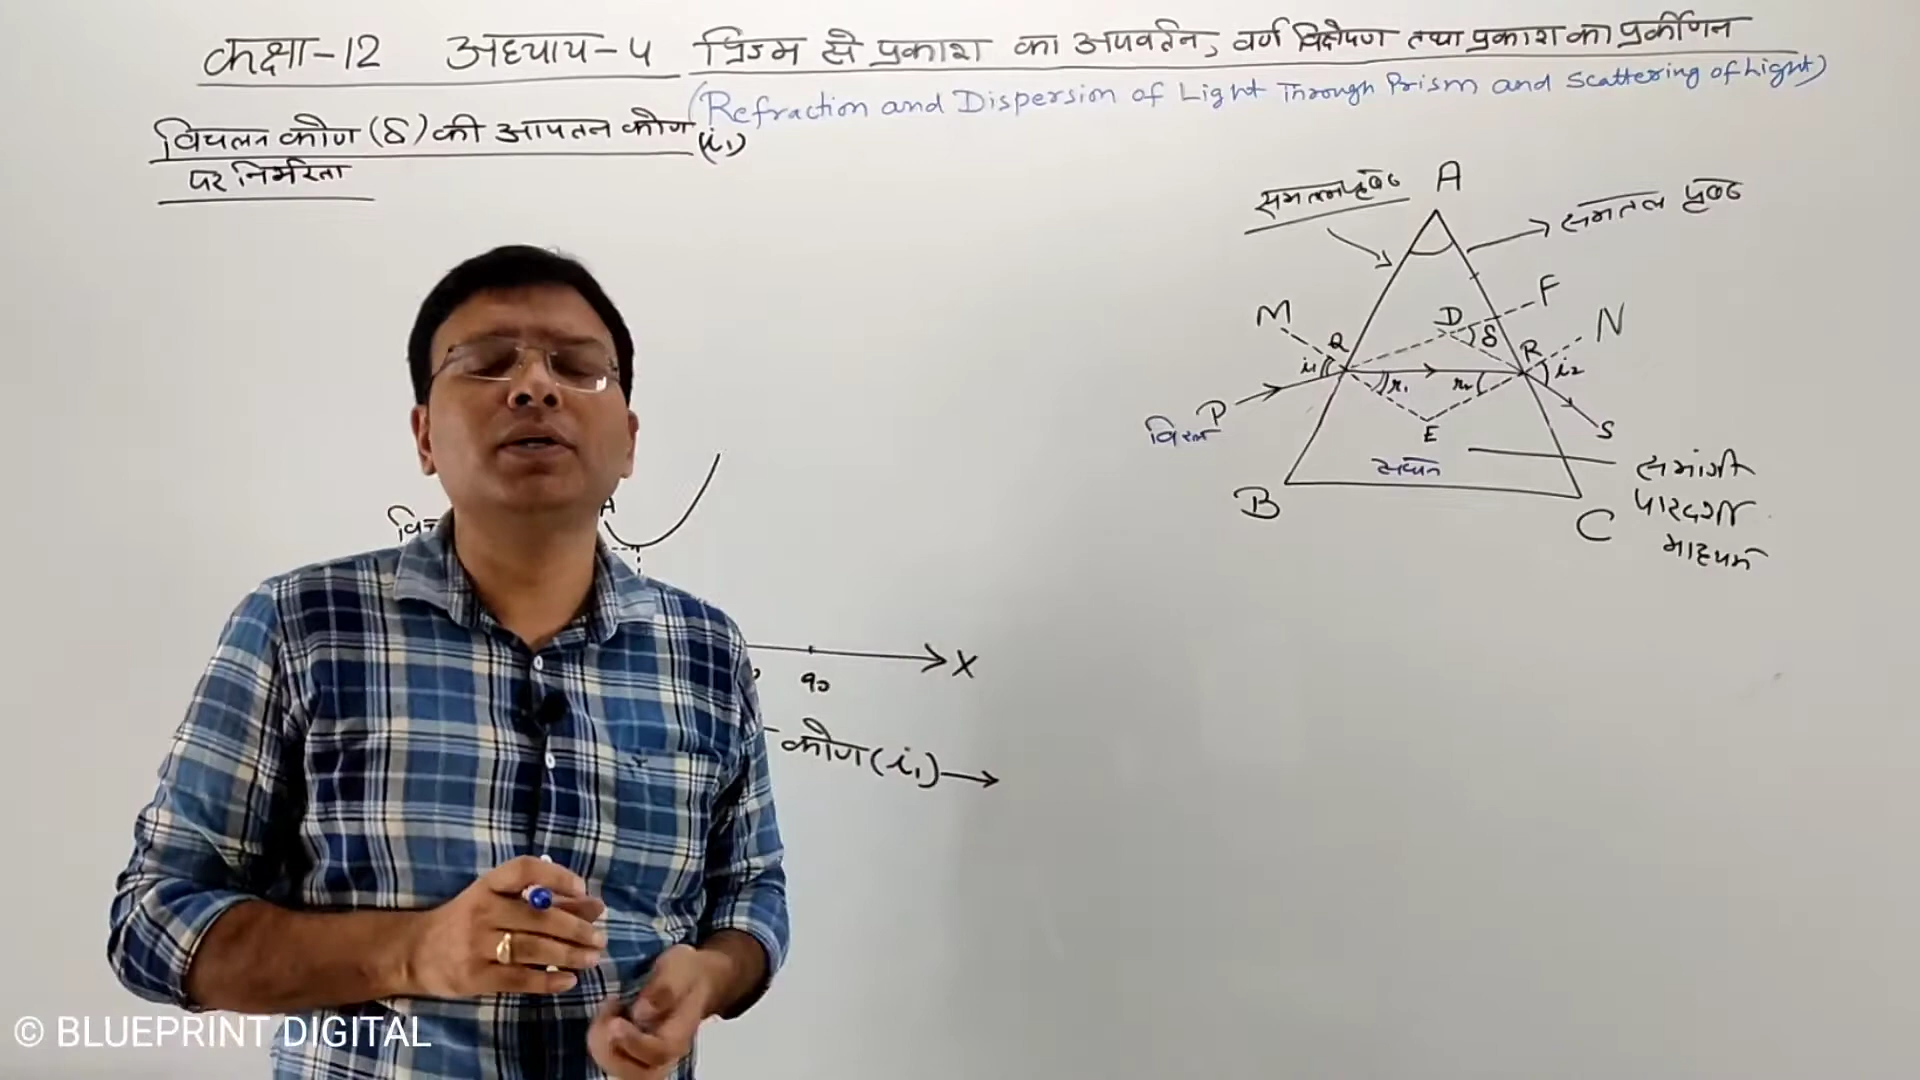 कक्षा-12 अध्याय-५ प्रिज्म से प्रकाश का अपवर्तन, वर्ण विक्षेपण तथा प्रकाश का प्रकीर्णन
(Refraction and Dispersion of Light Through Prism and Scattering of Light)
विचलन कोण (δ) की आपतन कोण (i₁)
पर निर्भरता
समतल पृष्ठ A
समतल पृष्ठ
M Q D δ F
R N
i₁ r₁ r₂ i₂
P
E
S
सघन
B C
समांगी
पारदर्शी
माध्यम
A
90 X
कोण (i₁)
© BLUEPRINT DIGITAL